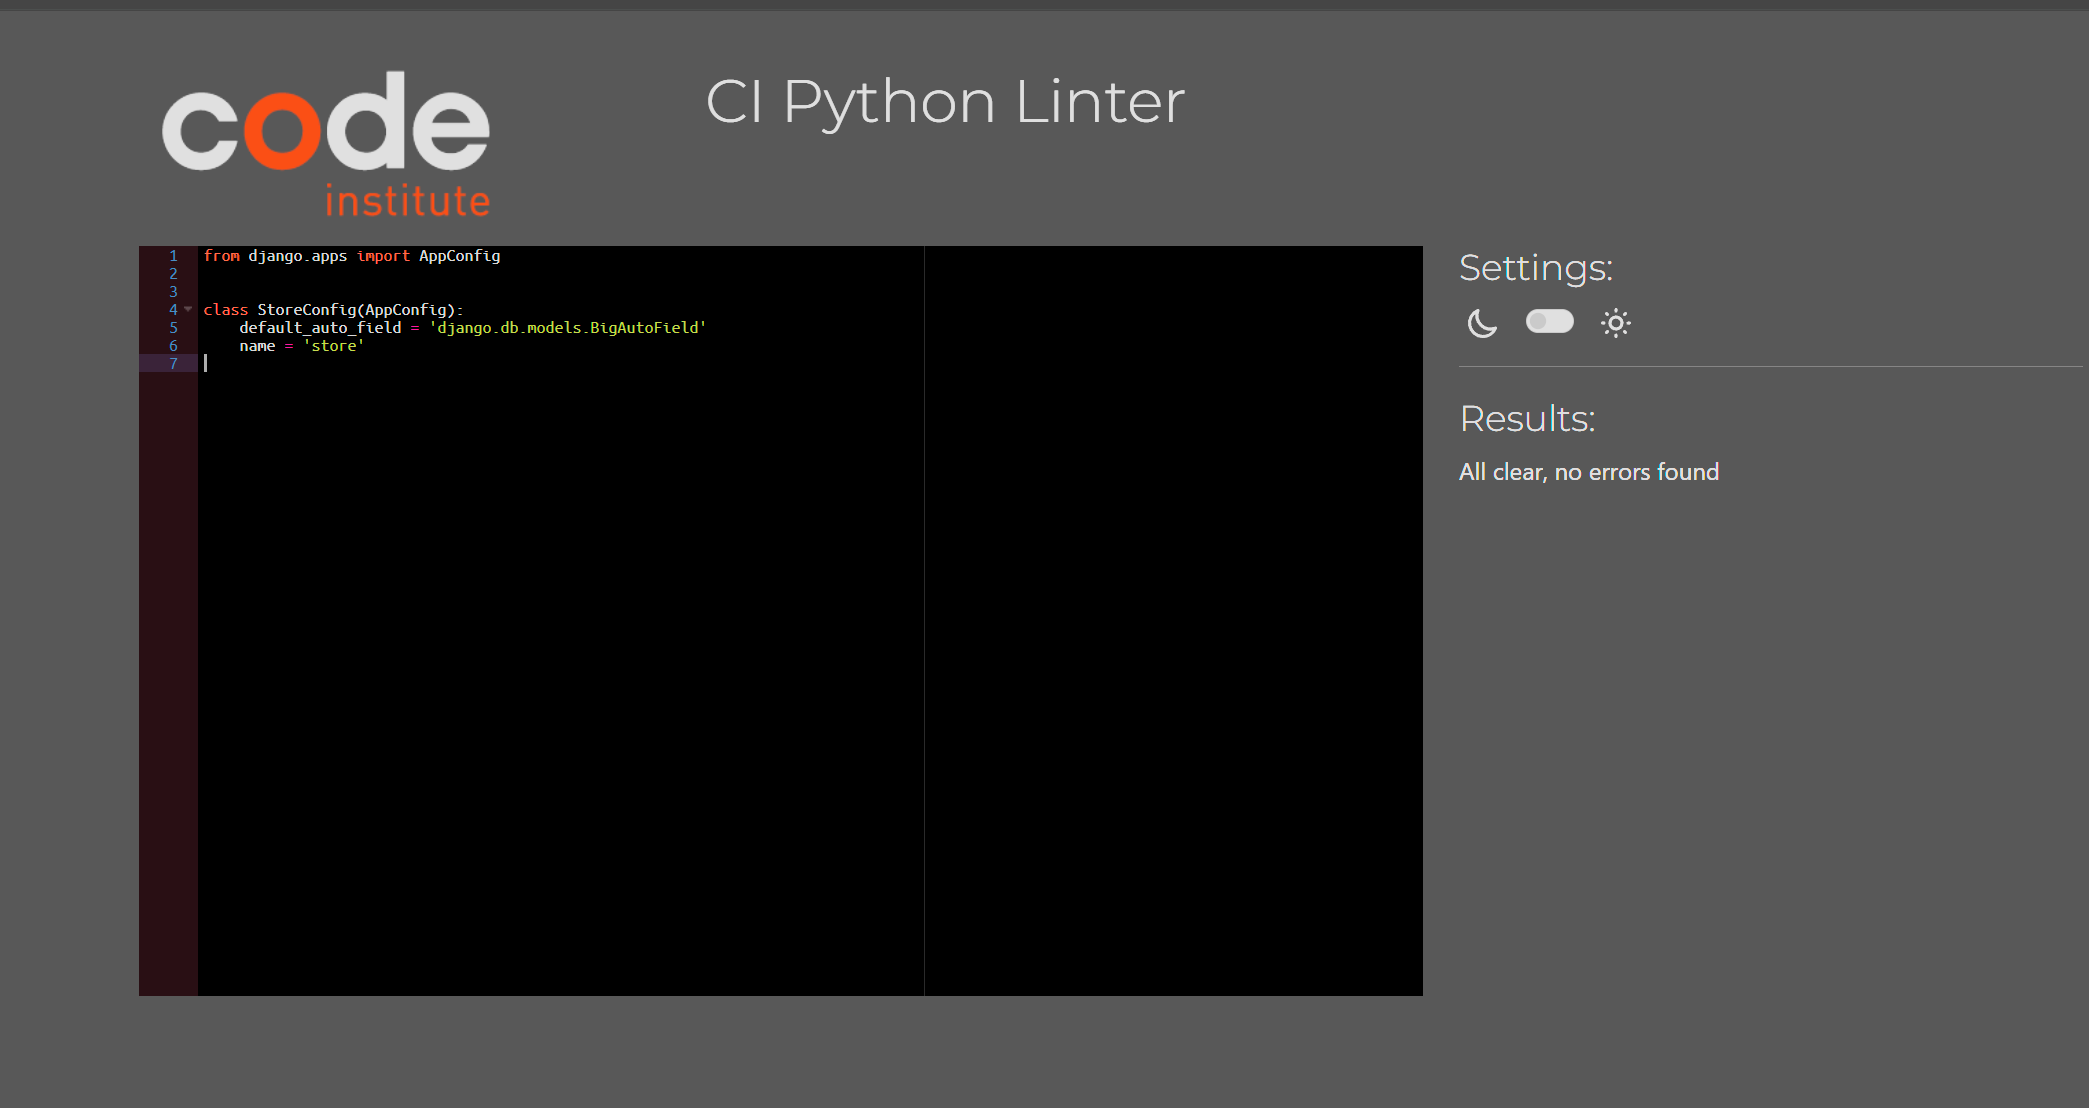 code
institute
CI Python Linter
1 from django.apps import AppConfig
2
3
4 class StoreConfig(AppConfig):
5     default_auto_field = 'django.db.models.BigAutoField'
6     name = 'store'
7
Settings:
Results:
All clear, no errors found